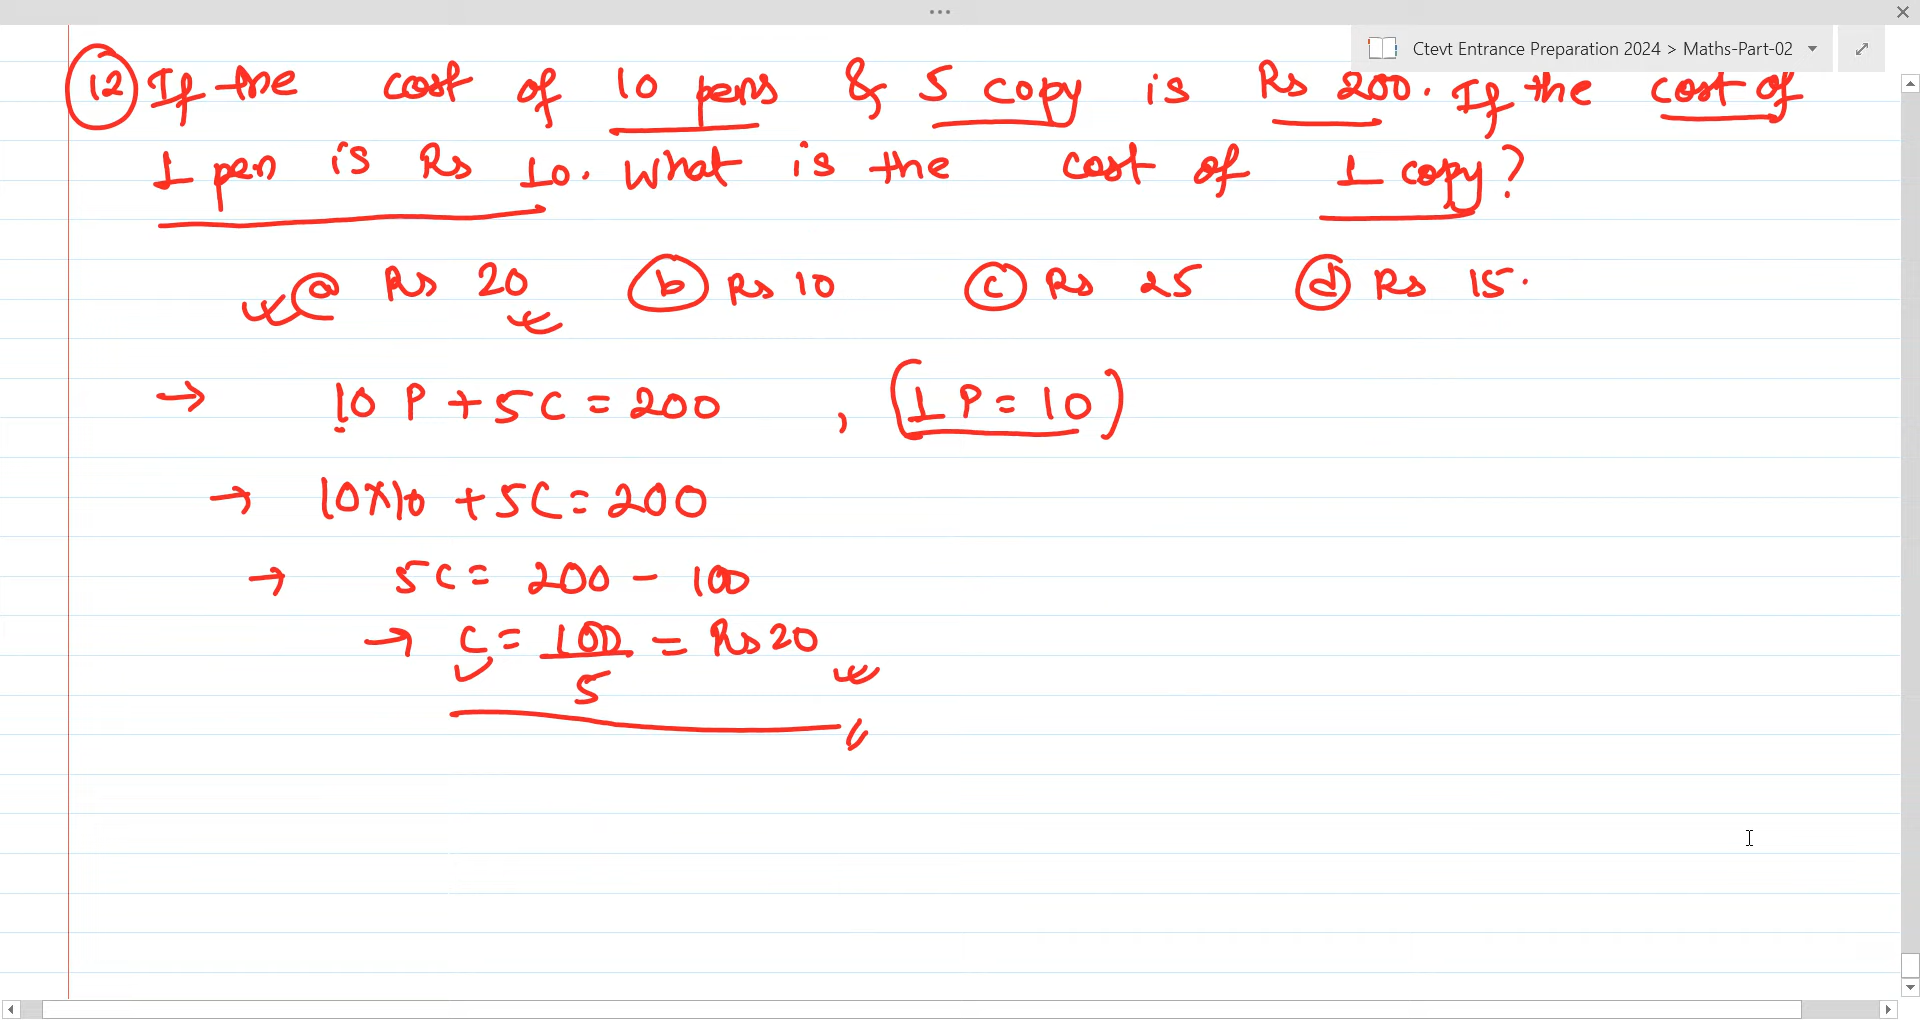 Ctevt Entrance Preparation 2024 > Maths-Part-02
12 If the cost of 10 pens & 5 copy is Rs 200. If the cost of
1 pen is Rs 10. What is the cost of 1 copy?
a Rs 20 b Rs 10 c Rs 25 d Rs 15.
→ 10 P + 5 C = 200 , (1 P = 10)
→ 10×10 + 5C = 200
→ 5C = 200 - 100
→ C = 100/5 = Rs 20